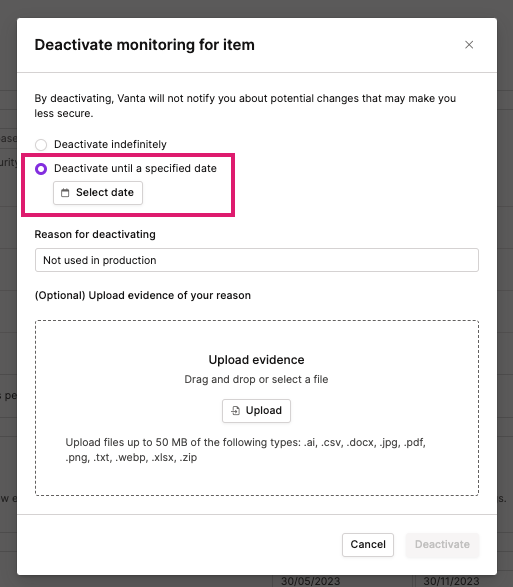 Deactivate monitoring for item
By deactivating, Vanta will not notify you about potential changes that may make you
less secure.
Deactivate indefinitely
Deactivate until a specified date
Select date
Reason for deactivating
Not used in production
(Optional) Upload evidence of your reason
Upload evidence
Drag and drop or select a file
Upload
Upload files up to 50 MB of the following types: .ai, .csv, .docx, .jpg, .pdf,
.png, .txt, .webp, .xlsx, .zip
Cancel
Deactivate
30/05/2023
30/11/2023